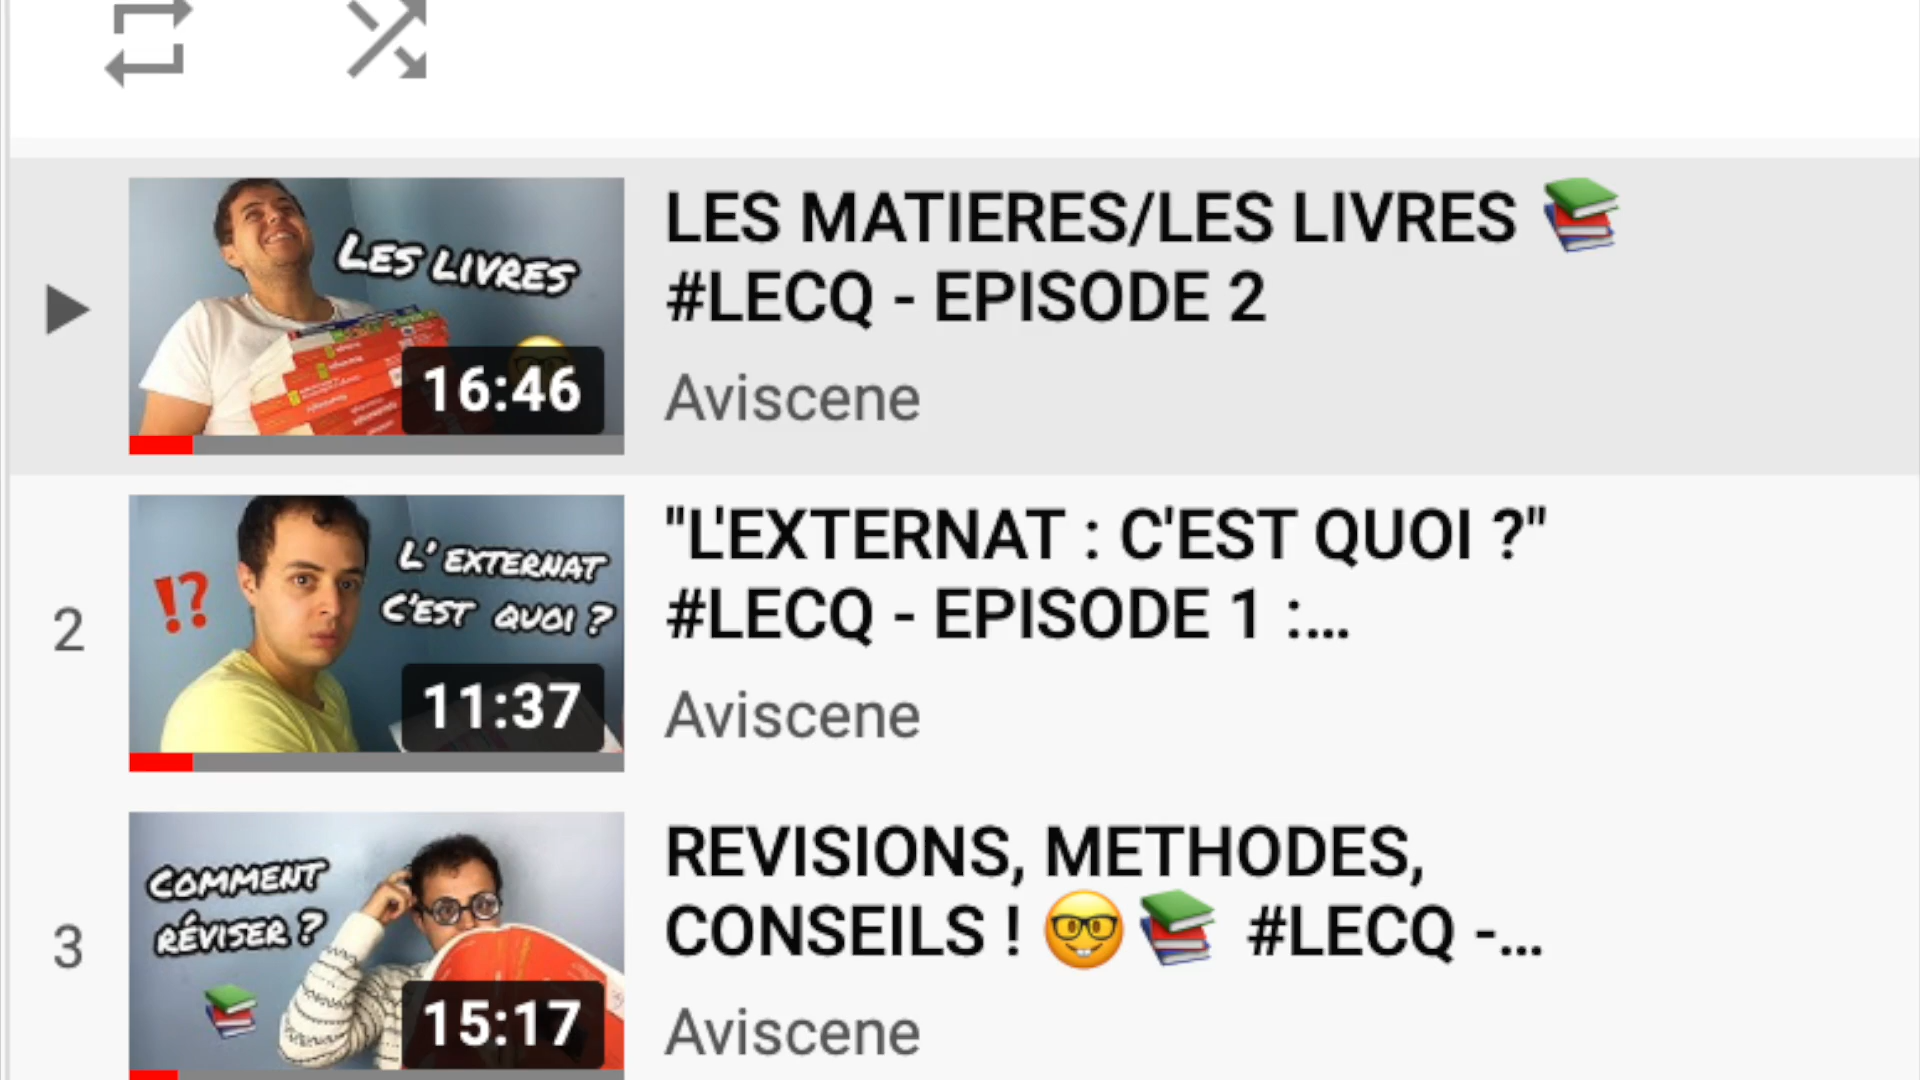 LES LIVRES
16:46
LES MATIERES/LES LIVRES 📚
#LECQ - EPISODE 2
Aviscene
2
L'EXTERNAT
C'EST QUOI ?
11:37
"L'EXTERNAT : C'EST QUOI ?"
#LECQ - EPISODE 1 :...
Aviscene
3
COMMENT
RÉVISER ?
15:17
REVISIONS, METHODES,
CONSEILS ! 🤓📚 #LECQ -...
Aviscene